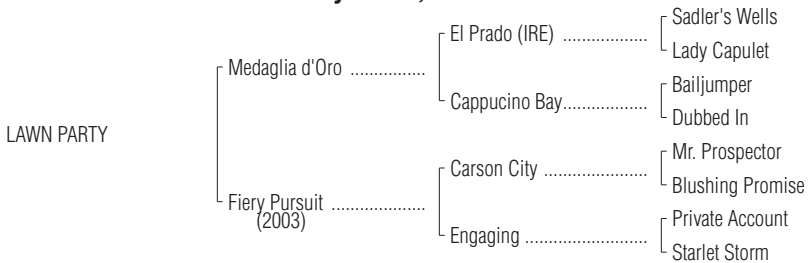 Sadler's Wells
El Prado (IRE) ..................
Lady Capulet
Medaglia d'Oro ................
Bailjumper
Cappucino Bay..................
Dubbed In
LAWN PARTY
Mr. Prospector
Carson City ......................
Blushing Promise
Fiery Pursuit ....................
(2003)
Private Account
Engaging ..........................
Starlet Storm